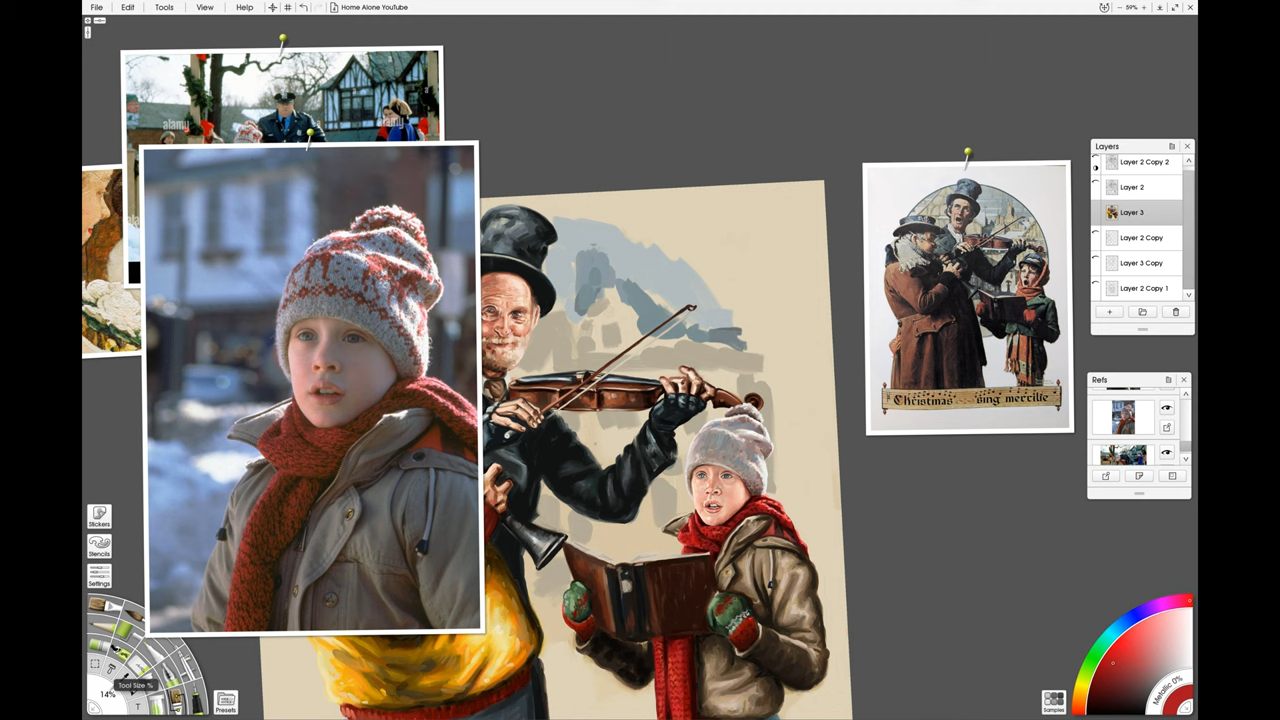 File Edit Tools View Help Home Alone YouTube 59%
alamy
alamy
Layers
Layer 2 Copy 2
Layer 2
Layer 3
Layer 2 Copy
Layer 3 Copy
Layer 2 Copy 1
Refs
Christmas sing merrilie
Stickers
Stencils
Settings
Tool Size %
14%
T
Presets
Samples
Metallic 0%